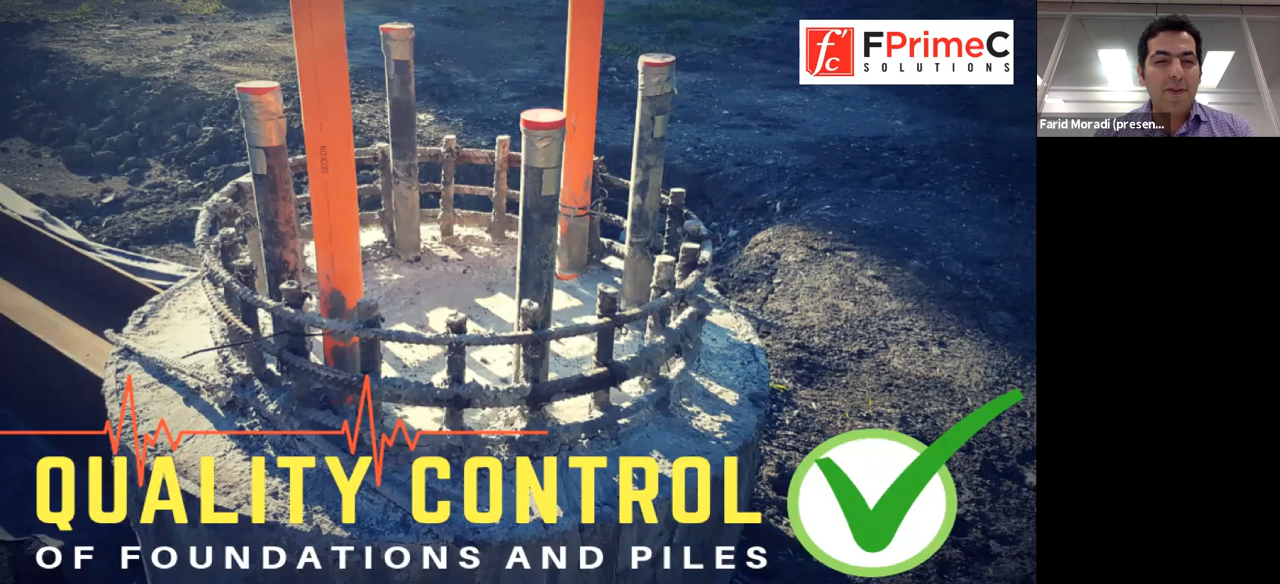 f'c
FPrimeC
SOLUTIONS
Farid Moradi (presen...
QUALITY CONTROL
OF FOUNDATIONS AND PILES